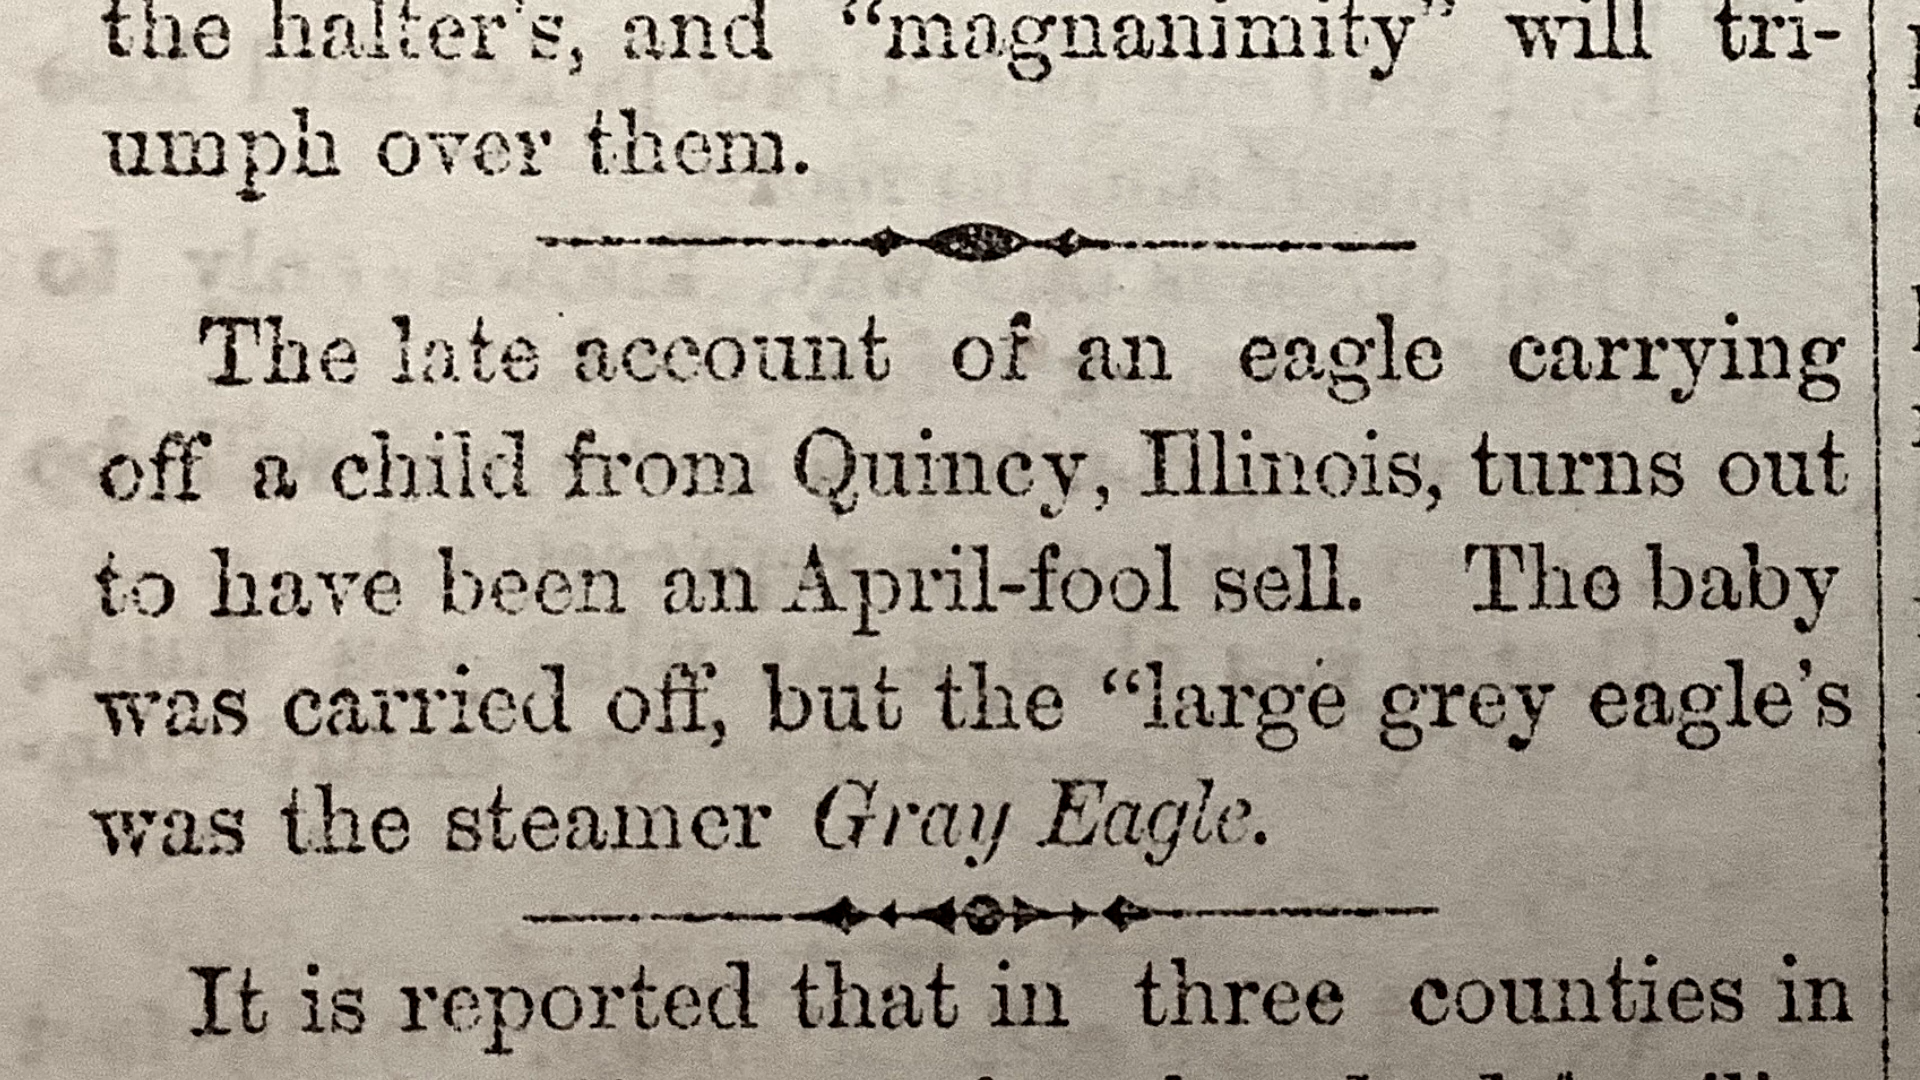 the halter's, and "magnanimity" will tri-
umph over them.
The late account of an eagle carrying
off a child from Quincy, Illinois, turns out
to have been an April-fool sell. The baby
was carried off, but the "large grey eagle's
was the steamer Gray Eagle.
It is reported that in three counties in